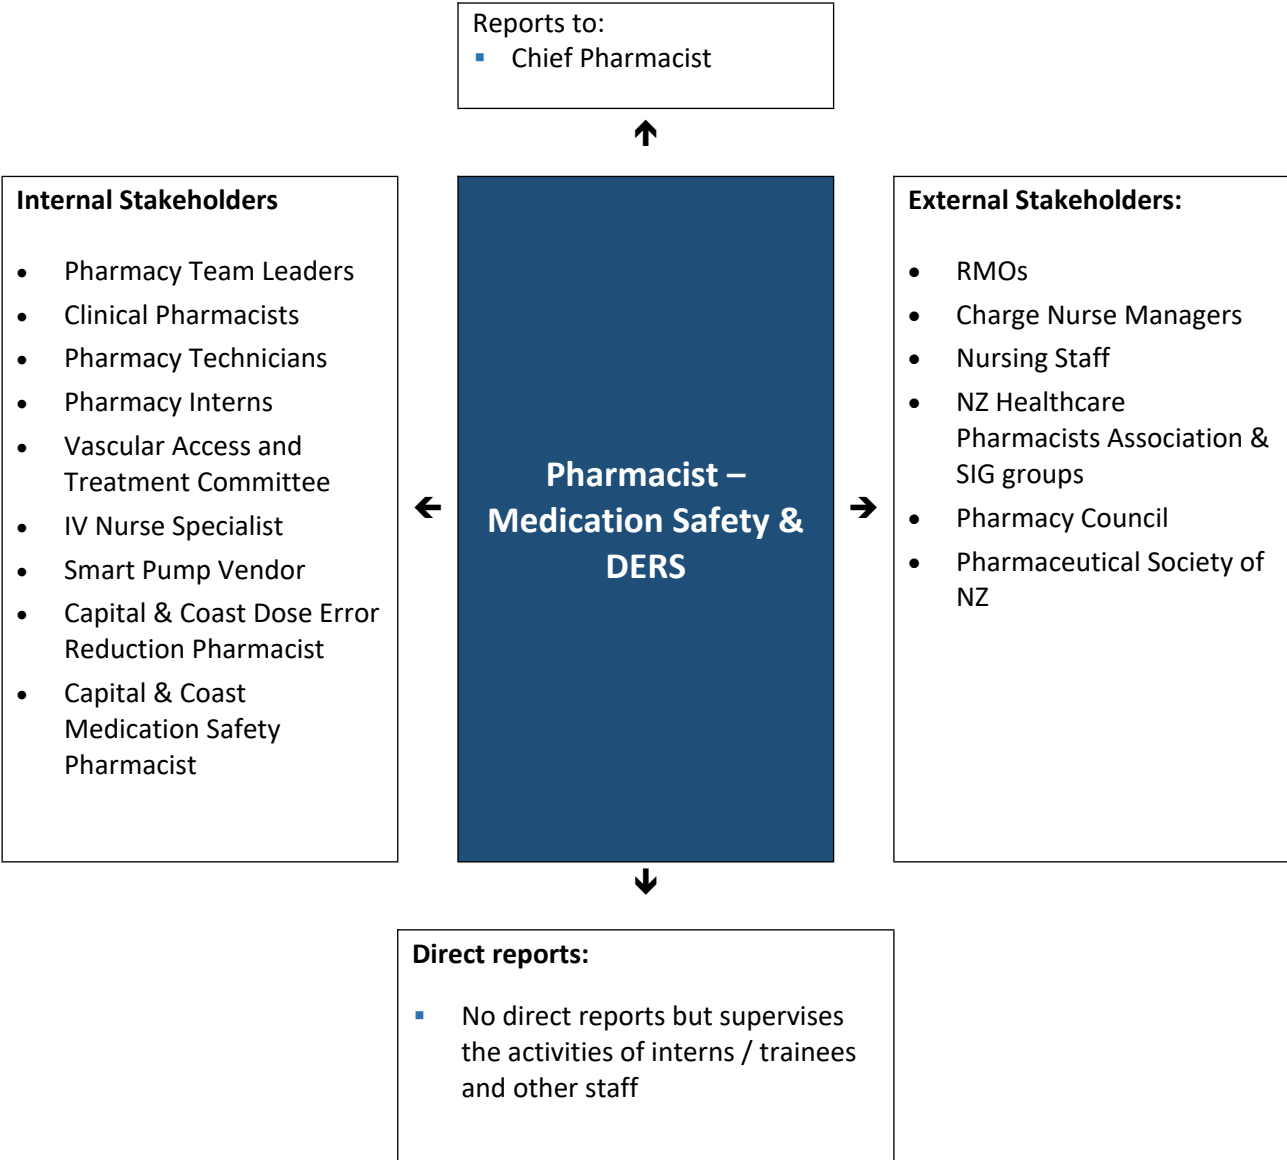 Reports to:
▪ Chief Pharmacist
Internal Stakeholders
• Pharmacy Team Leaders
• Clinical Pharmacists
• Pharmacy Technicians
• Pharmacy Interns
• Vascular Access and
Treatment Committee
• IV Nurse Specialist
• Smart Pump Vendor
• Capital & Coast Dose Error
Reduction Pharmacist
• Capital & Coast
Medication Safety
Pharmacist
Pharmacist –
Medication Safety &
DERS
External Stakeholders:
• RMOs
• Charge Nurse Managers
• Nursing Staff
• NZ Healthcare
Pharmacists Association &
SIG groups
• Pharmacy Council
• Pharmaceutical Society of
NZ
Direct reports:
▪ No direct reports but supervises
the activities of interns / trainees
and other staff